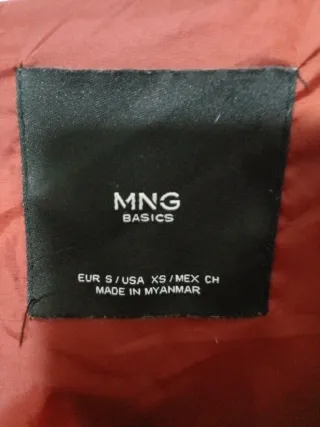 MNG
BASICS
EUR S / USA XS / MEX CH
MADE IN MYANMAR